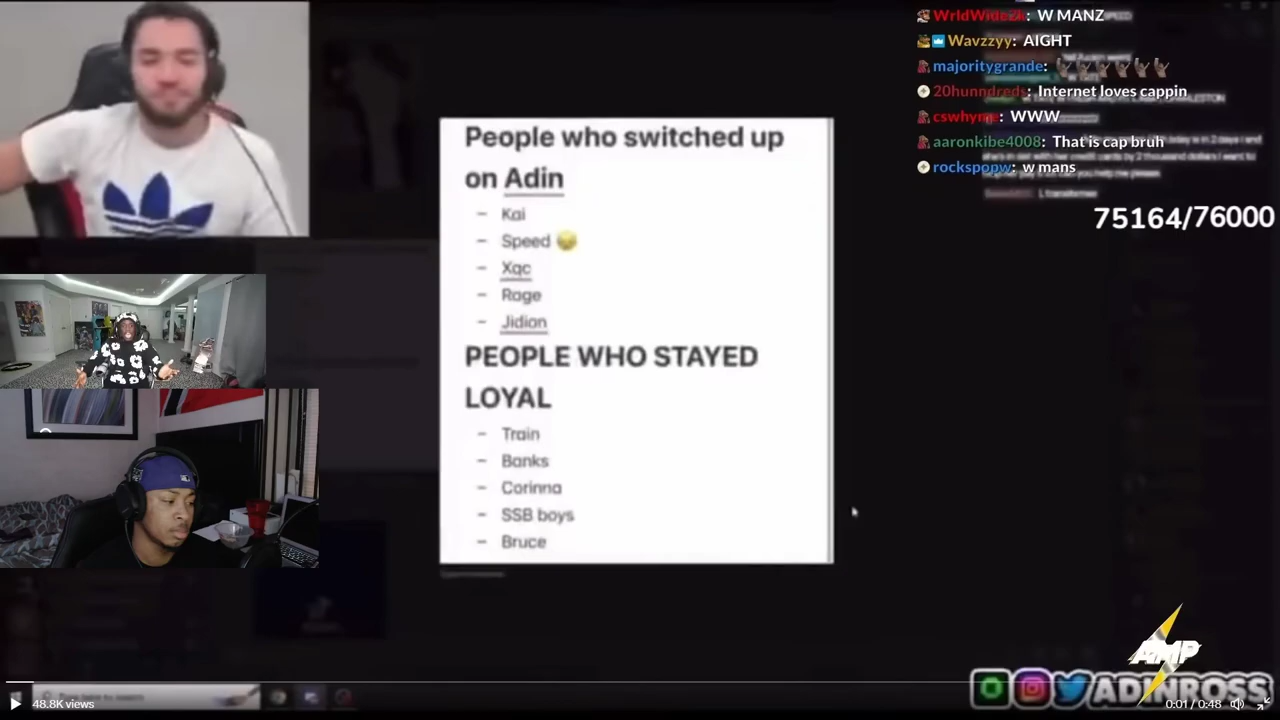 WrldWide2k: W MANZ
Wavzzyy: AIGHT
majoritygrande:
20hunndreds: Internet loves cappin
cswhyme: WWW
aaronkibe4008: That is cap bruh
rockspopw: w mans
75164/76000
People who switched up
on Adin
- Kai
- Speed 😂
- Xqc
- Rage
- Jidion
PEOPLE WHO STAYED
LOYAL
- Train
- Banks
- Corinna
- SSB boys
- Bruce
AMP
ADINROSS
48.8K views
0:01 / 0:48